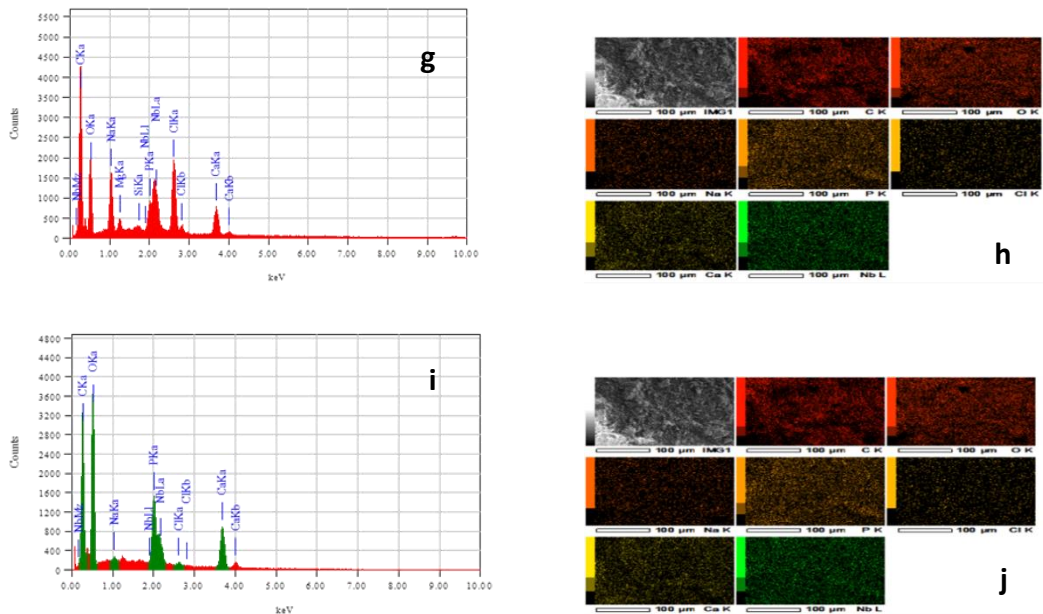 g
5500
5000
4500
4000
3500
3000
2500
2000
1500
1000
500
0
Counts
NbMz
CKa
OKa
NaKa
MgKa
SiKa
NbLl
PKa
NbLa
ClKa
ClKb
CaKa
CaKb
0.00 1.00 2.00 3.00 4.00 5.00 6.00 7.00 8.00 9.00 10.00
keV
100 µm IMG1 100 µm C K 100 µm O K
100 µm Na K 100 µm P K 100 µm Cl K
100 µm Ca K 100 µm Nb L
h
i
4800
4400
4000
3600
3200
2800
2400
2000
1600
1200
800
400
0
Counts
NbMz
CKa
OKa
NaKa
NbLl
PKa
NbLa
ClKa
ClKb
CaKa
CaKb
0.00 1.00 2.00 3.00 4.00 5.00 6.00 7.00 8.00 9.00 10.00
keV
100 µm IMG1 100 µm C K 100 µm O K
100 µm Na K 100 µm P K 100 µm Cl K
100 µm Ca K 100 µm Nb L
j